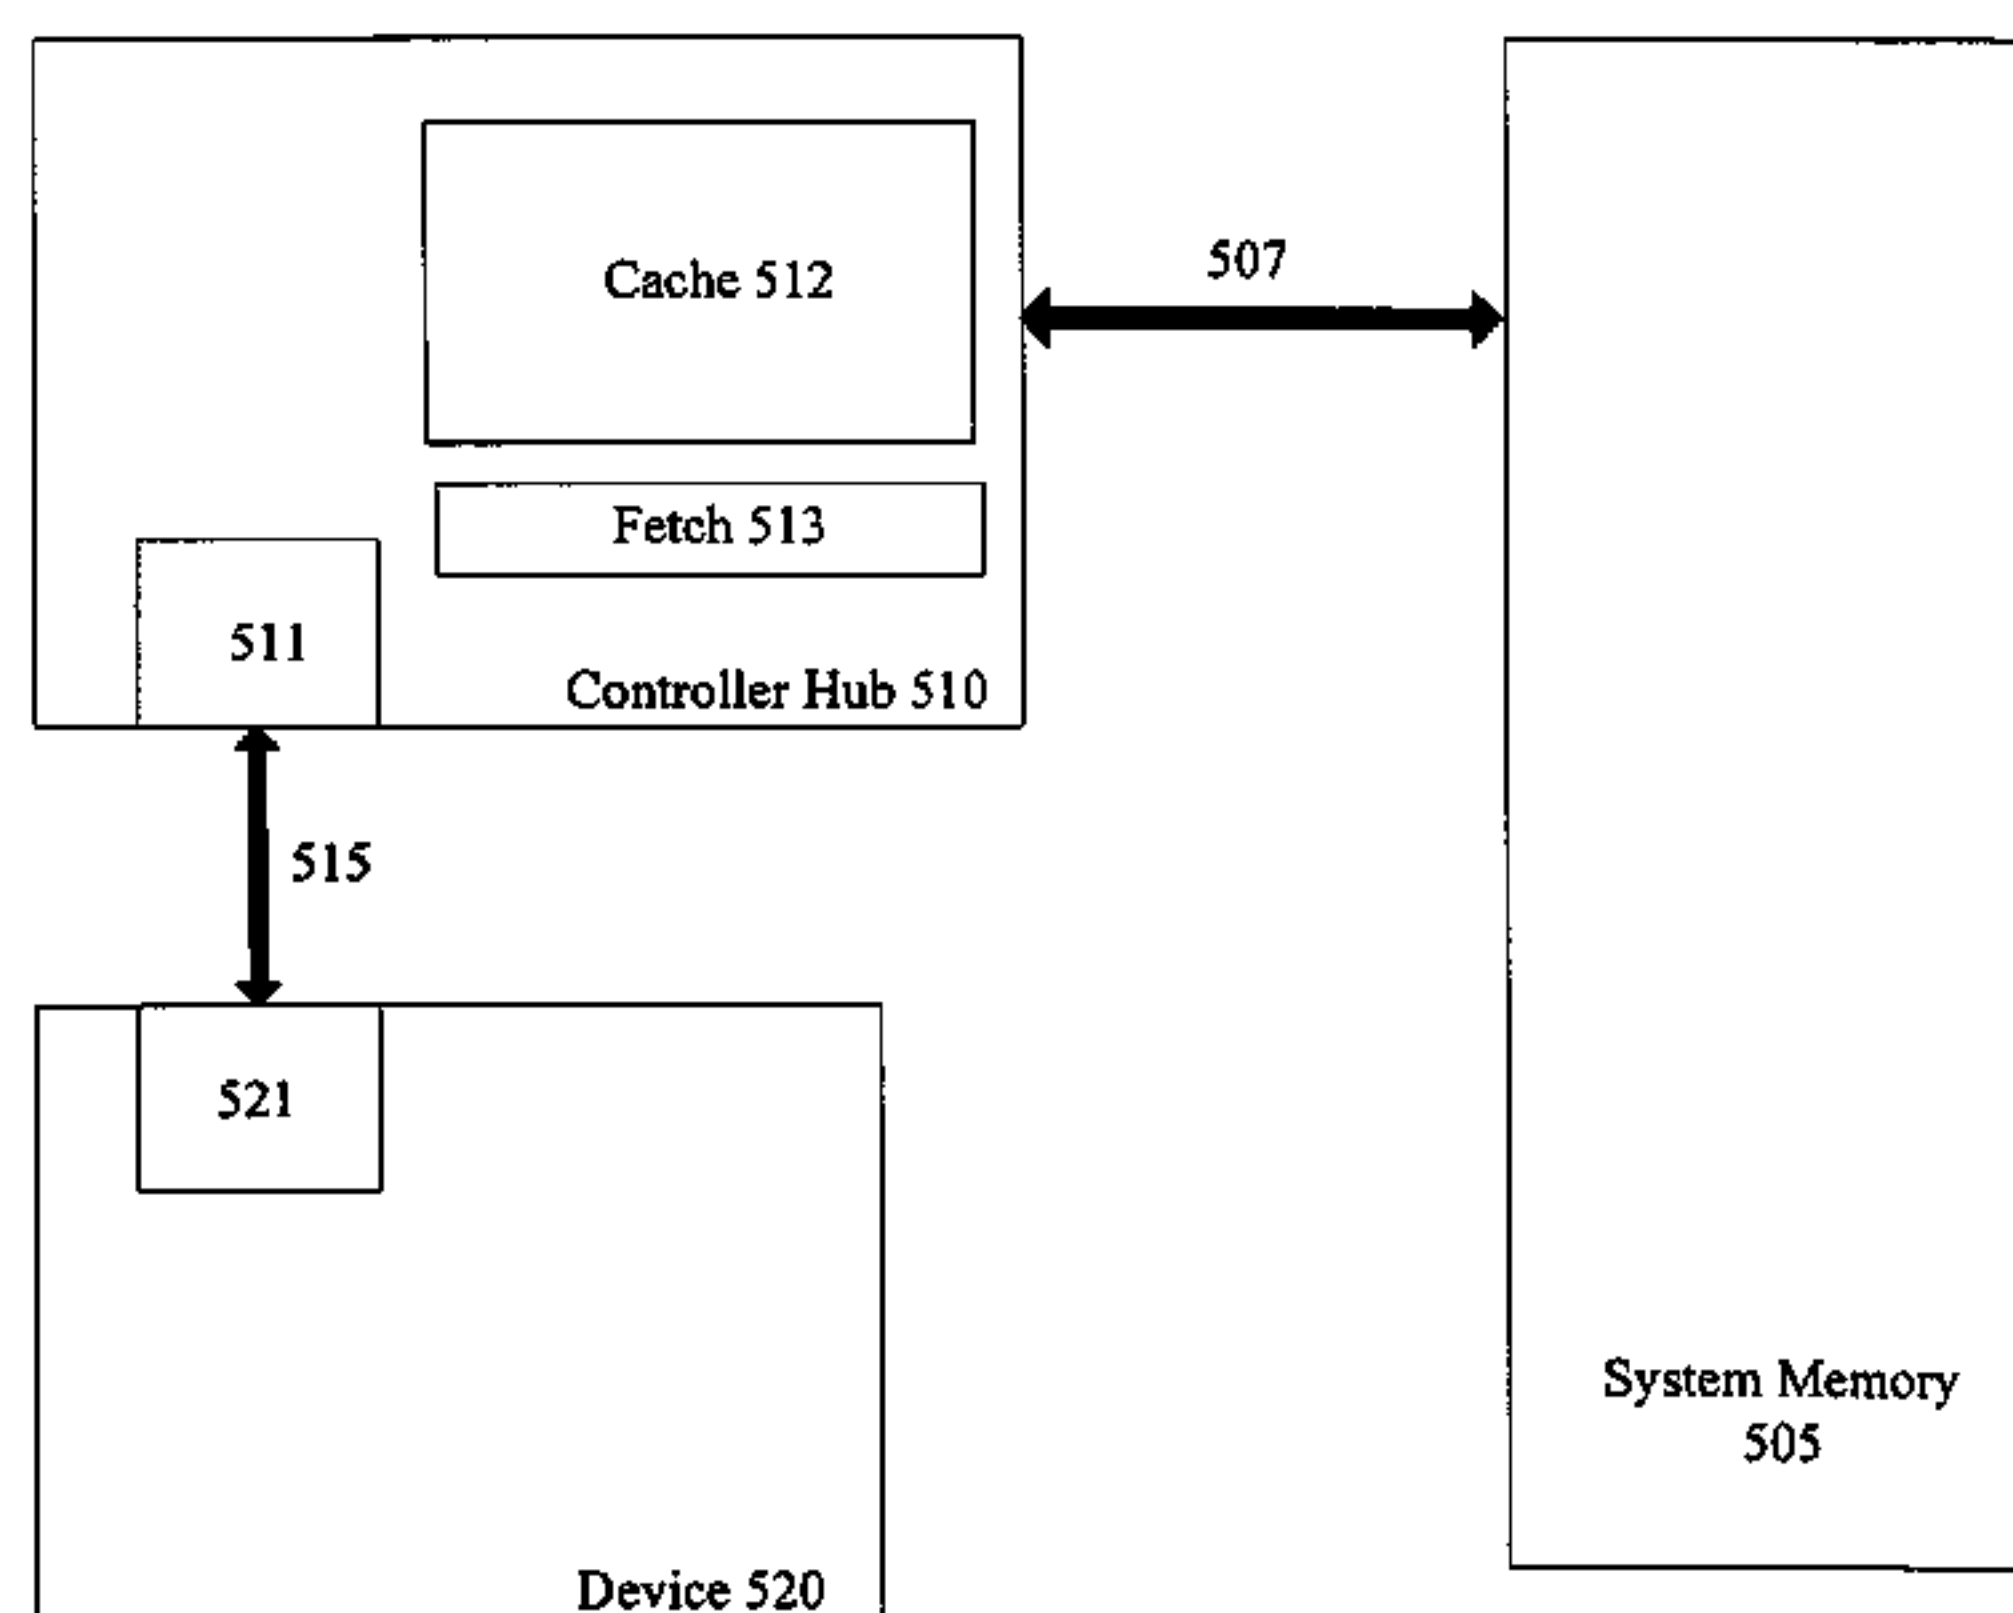 Cache 512
507
Fetch 513
511
Controller Hub 510
515
521
System Memory
505
Device 520